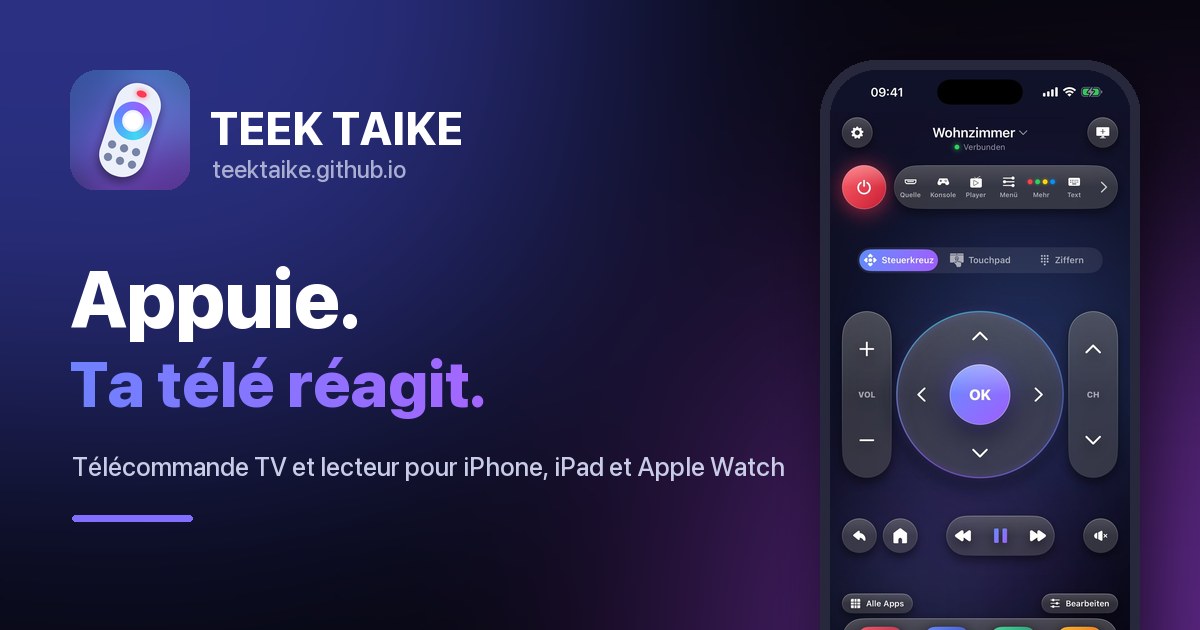 TEEK TAIKE
teektaike.github.io
Appuie.
Ta télé réagit.
Télécommande TV et lecteur pour iPhone, iPad et Apple Watch
09:41
Wohnzimmer
Verbunden
Quelle Konsole Player Menü Mehr Text
Steuerkreuz Touchpad Ziffern
VOL OK CH
Alle Apps Bearbeiten